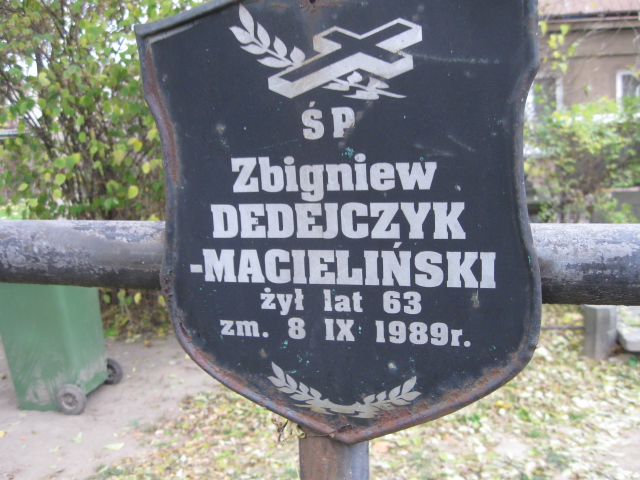 ŚP
Zbigniew
DEDEJCZYK
-MACIELIŃSKI
żył lat 63
zm. 8 IX 1989r.